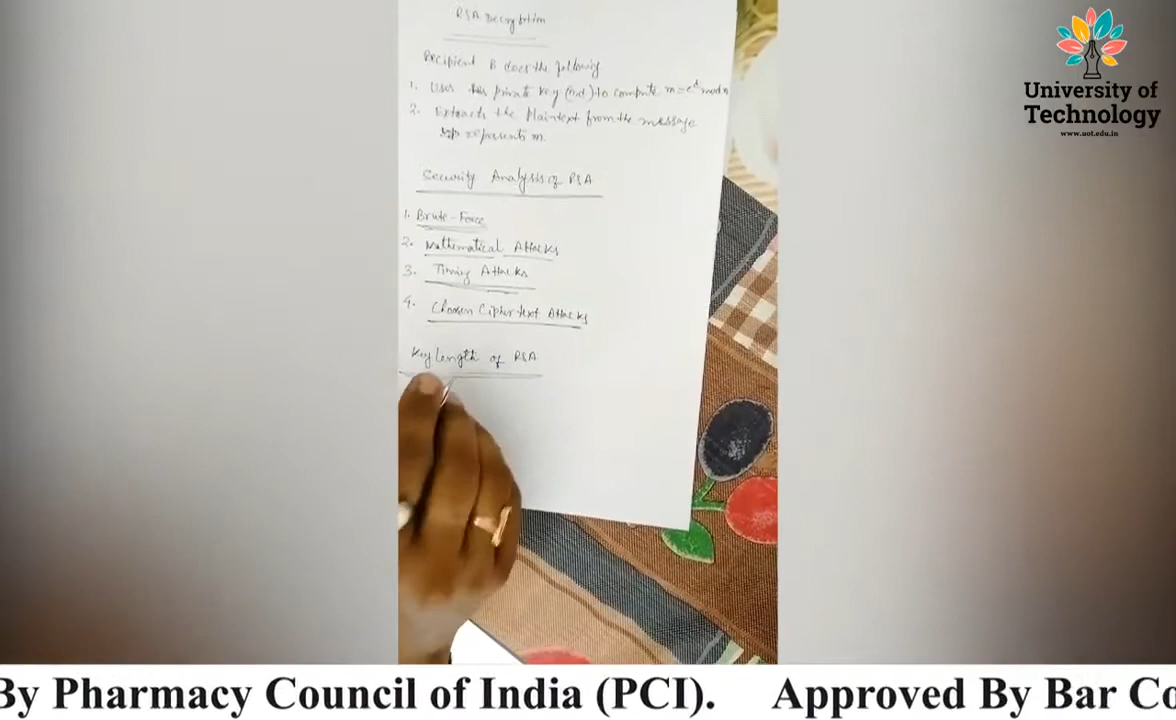 RSA Decryption
Recipient B does the following
1. Uses his private key (n,d) to compute m = c^d mod n
2. Extracts the Plaintext from the message
represents m.
Security Analysis of RSA
1. Brute-Force
2. Mathematical Attacks
3. Timing Attacks
4. Choosen Cipher text Attacks
Key Length of RSA
University of
Technology
www.uot.edu.in
By Pharmacy Council of India (PCI). Approved By Bar Co